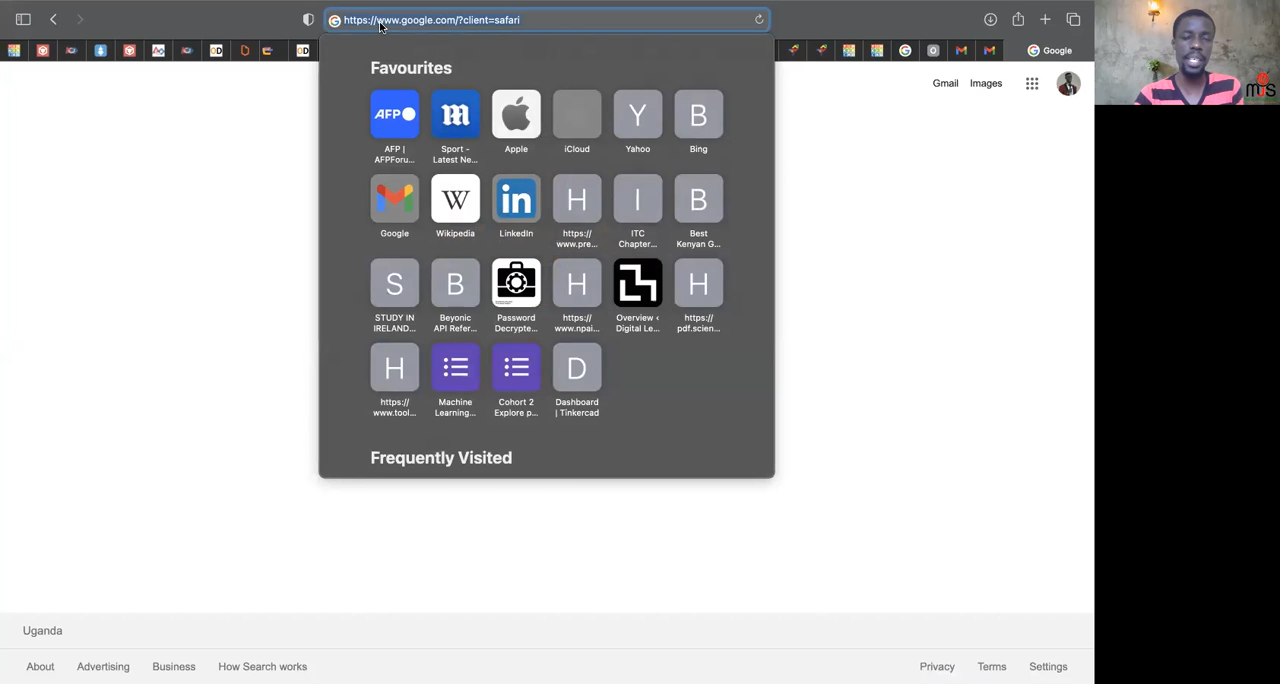 https://www.google.com/?client=safari
OD
OD
O
Google
Favourites
Gmail Images
AFP
m
Y
B
AFP |
AFPForu...
Sport -
Latest Ne...
Apple
iCloud
Yahoo
Bing
W
in
H
I
B
Google
Wikipedia
LinkedIn
https://
www.pre...
ITC
Chapter...
Best
Kenyan G...
S
B
H
H
STUDY IN
IRELAND...
Beyonic
API Refer...
Password
Decrypte...
https://
www.npai...
Overview ‹
Digital Le...
https://
pdf.scien...
H
D
https://
www.tool...
Machine
Learning...
Cohort 2
Explore p...
Dashboard
| Tinkercad
Frequently Visited
Uganda
About Advertising Business How Search works
Privacy Terms Settings